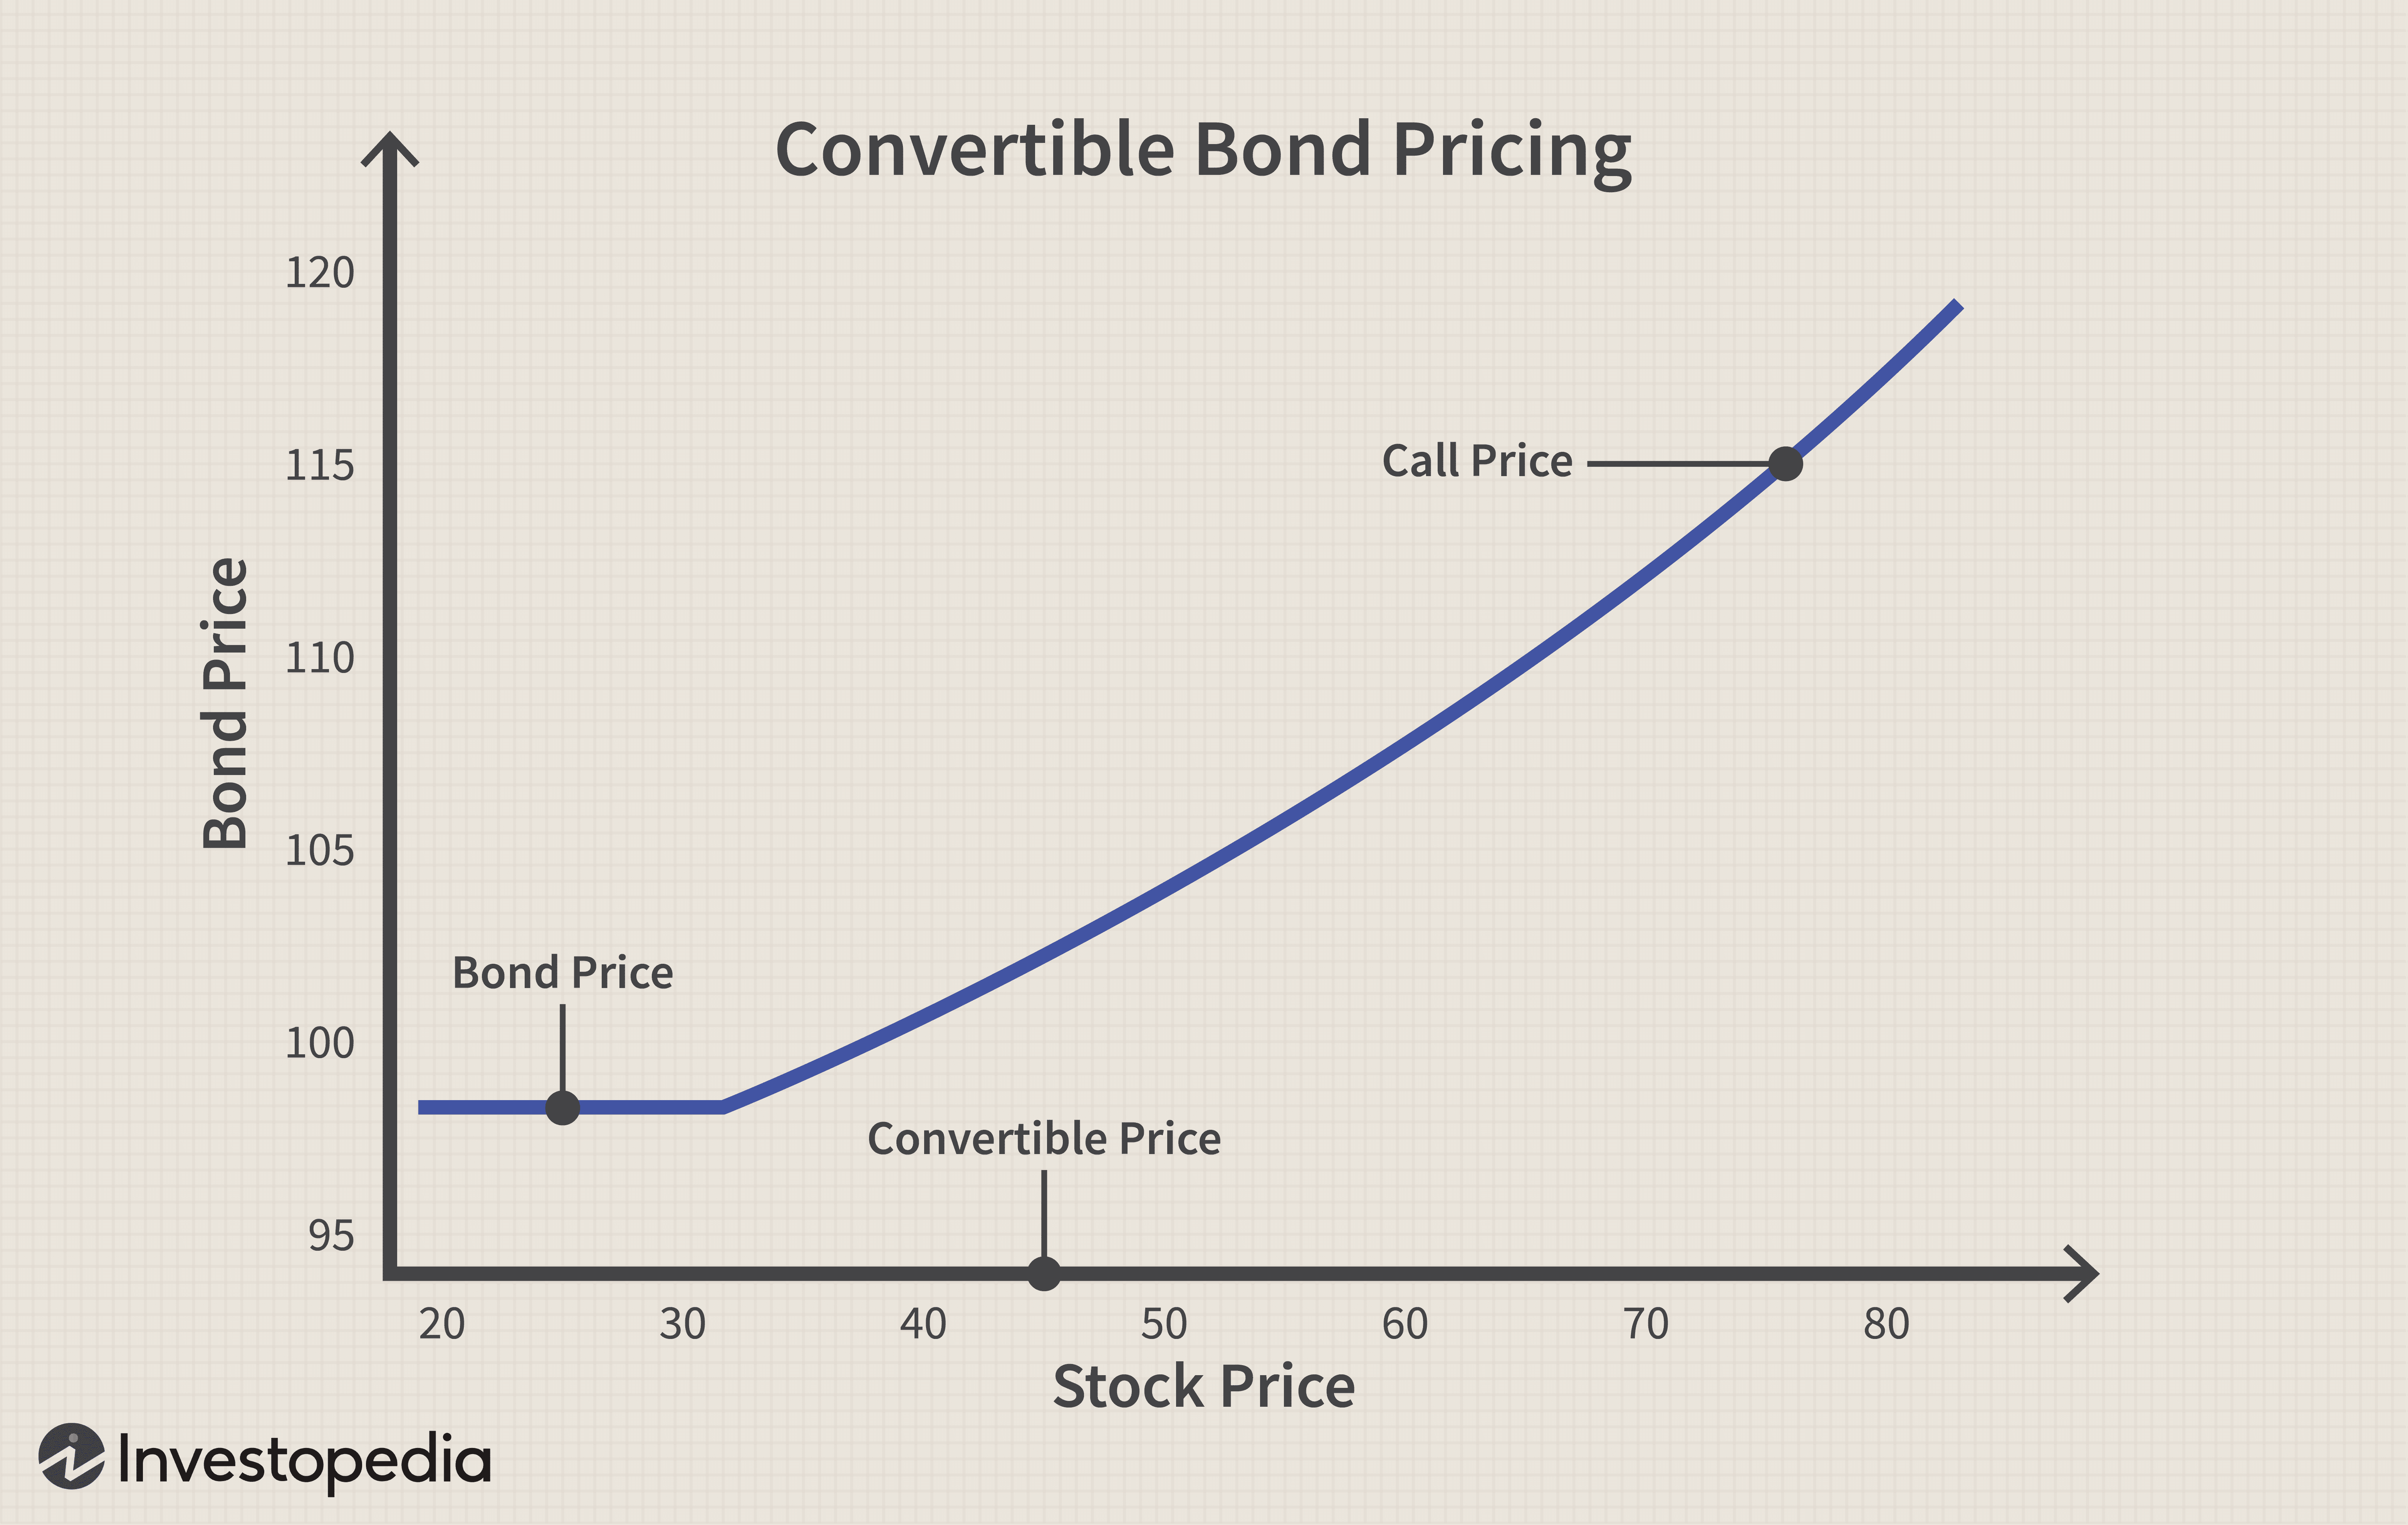 Convertible Bond Pricing
120
115
Call Price
110
Bond Price
105
Bond Price
100
Convertible Price
95
20 30 40 50 60 70 80
Stock Price
Investopedia